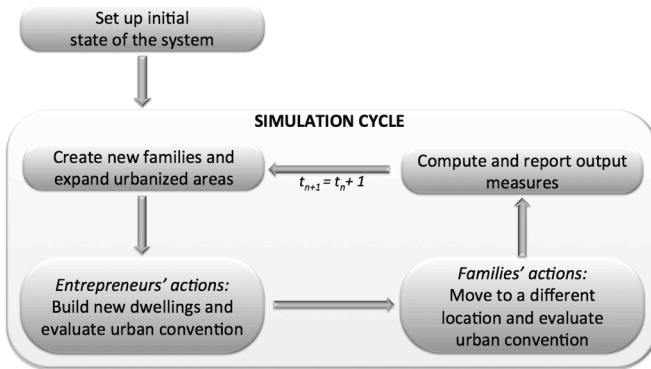 Set up initial
state of the system
SIMULATION CYCLE
Create new families and
expand urbanized areas
tn+1 = tn+ 1
Compute and report output
measures
Entrepreneurs’ actions:
Build new dwellings and
evaluate urban convention
Families’ actions:
Move to a different
location and evaluate
urban convention